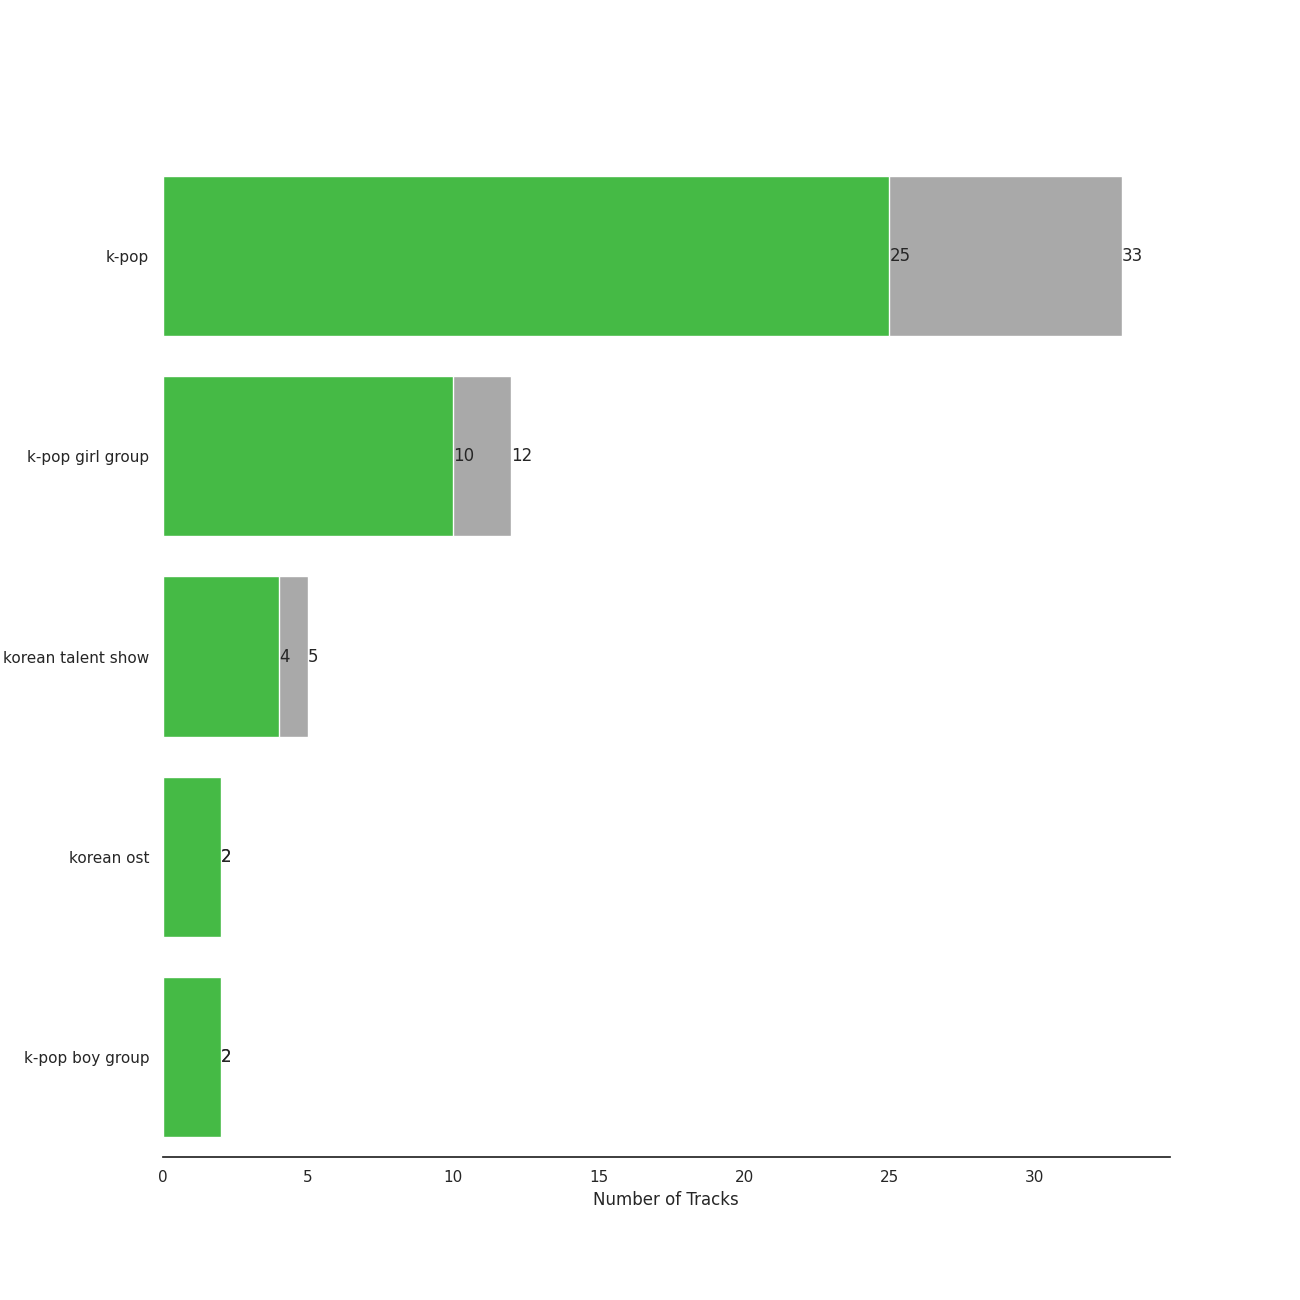 k-pop 25 33
k-pop girl group 10 12
korean talent show 4 5
korean ost 2
k-pop boy group 2
0 5 10 15 20 25 30
Number of Tracks